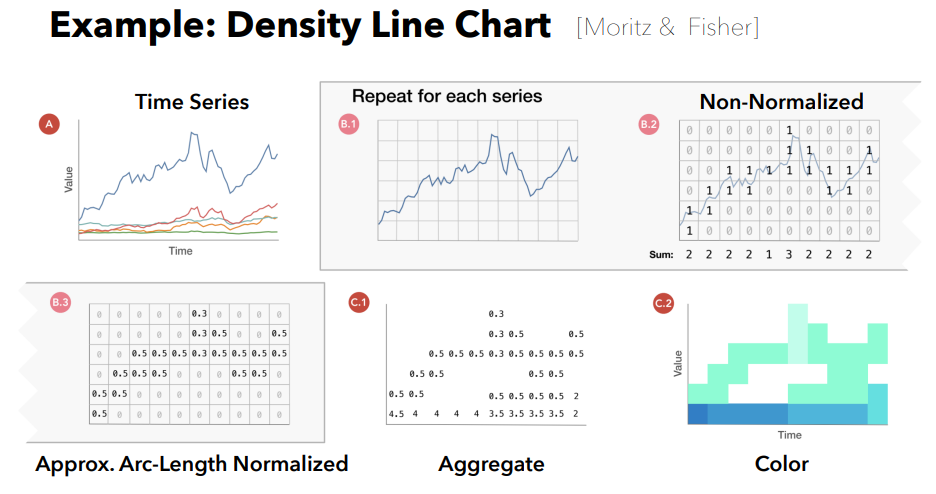 Example: Density Line Chart [Moritz & Fisher]
Time Series
A
Value
Time
Repeat for each series
B.1
Non-Normalized
B.2
0 0 0 0 0 1 0 0 0 0
0 0 0 0 0 1 1 0 0 1
0 0 1 1 1 1 1 1 1 1
0 1 1 1 0 0 0 1 1 0
1 1 0 0 0 0 0 0 0 0
1 0 0 0 0 0 0 0 0 0
Sum: 2 2 2 2 1 3 2 2 2 2
B.3
0 0 0 0 0 0.3 0 0 0 0
0 0 0 0 0 0.3 0.5 0 0 0.5
0 0 0.5 0.5 0.5 0.3 0.5 0.5 0.5 0.5
0 0.5 0.5 0.5 0 0 0 0.5 0.5 0
0.5 0.5 0 0 0 0 0 0 0 0
0.5 0 0 0 0 0 0 0 0 0
Approx. Arc-Length Normalized
C.1
0.3
0.3 0.5 0.5
0.5 0.5 0.5 0.3 0.5 0.5 0.5 0.5
0.5 0.5 0.5 0.5
0.5 0.5 0.5 0.5 0.5 0.5 2
4.5 4 4 4 4 3.5 3.5 3.5 3.5 2
Aggregate
C.2
Value
Time
Color